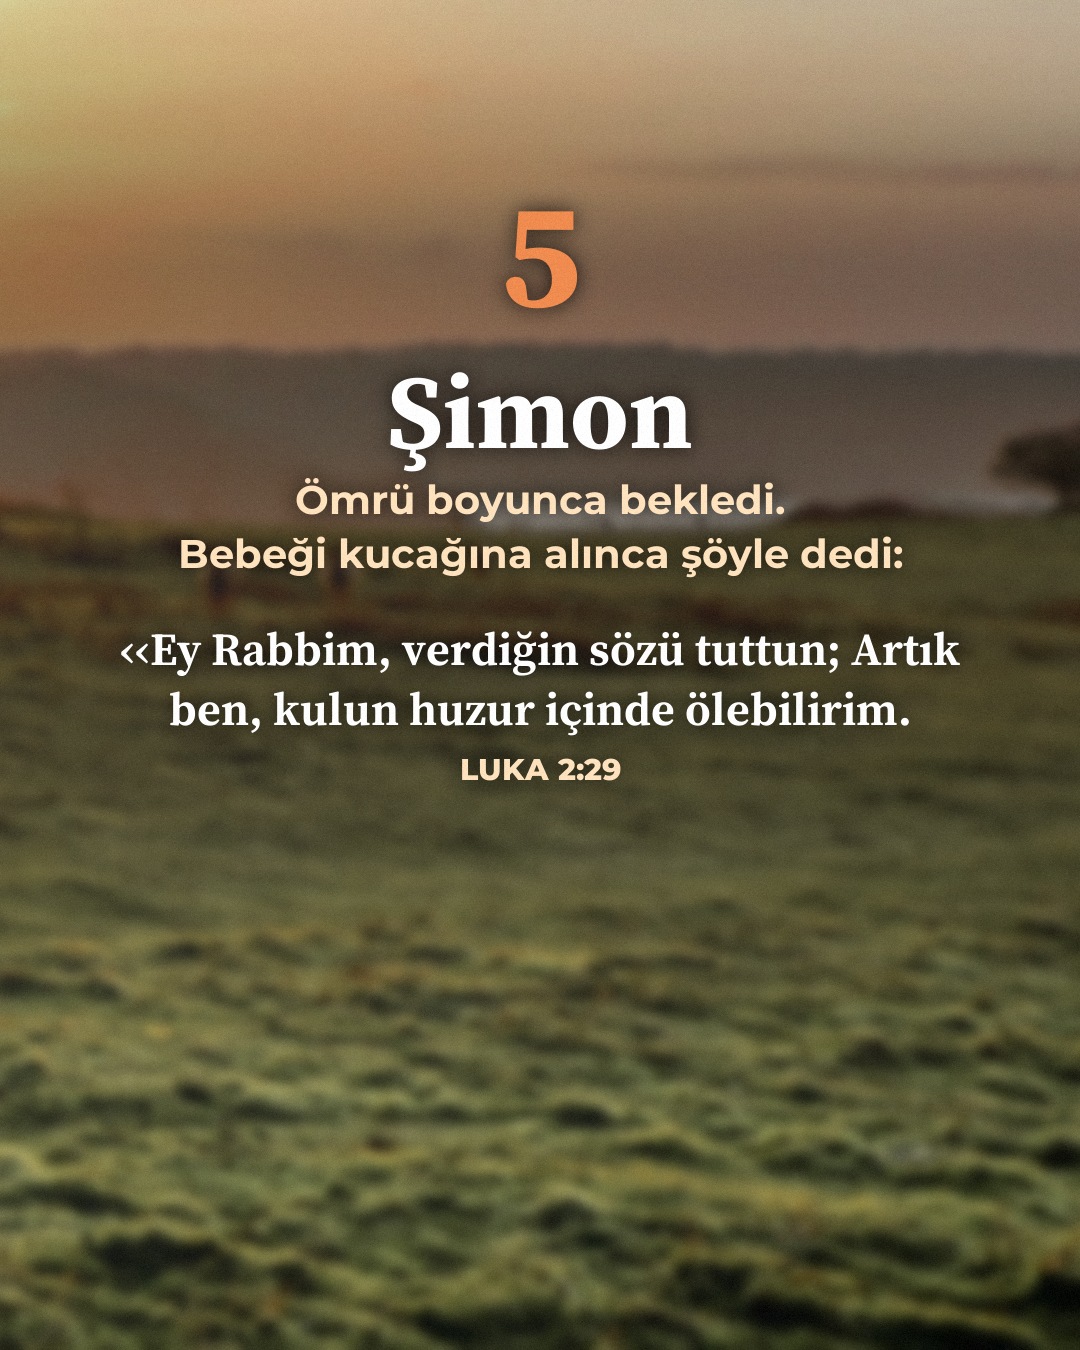 5
Şimon
Ömrü boyunca bekledi.
Bebeği kucağına alınca şöyle dedi:
‹‹Ey Rabbim, verdiğin sözü tuttun; Artık
ben, kulun huzur içinde ölebilirim.
LUKA 2:29